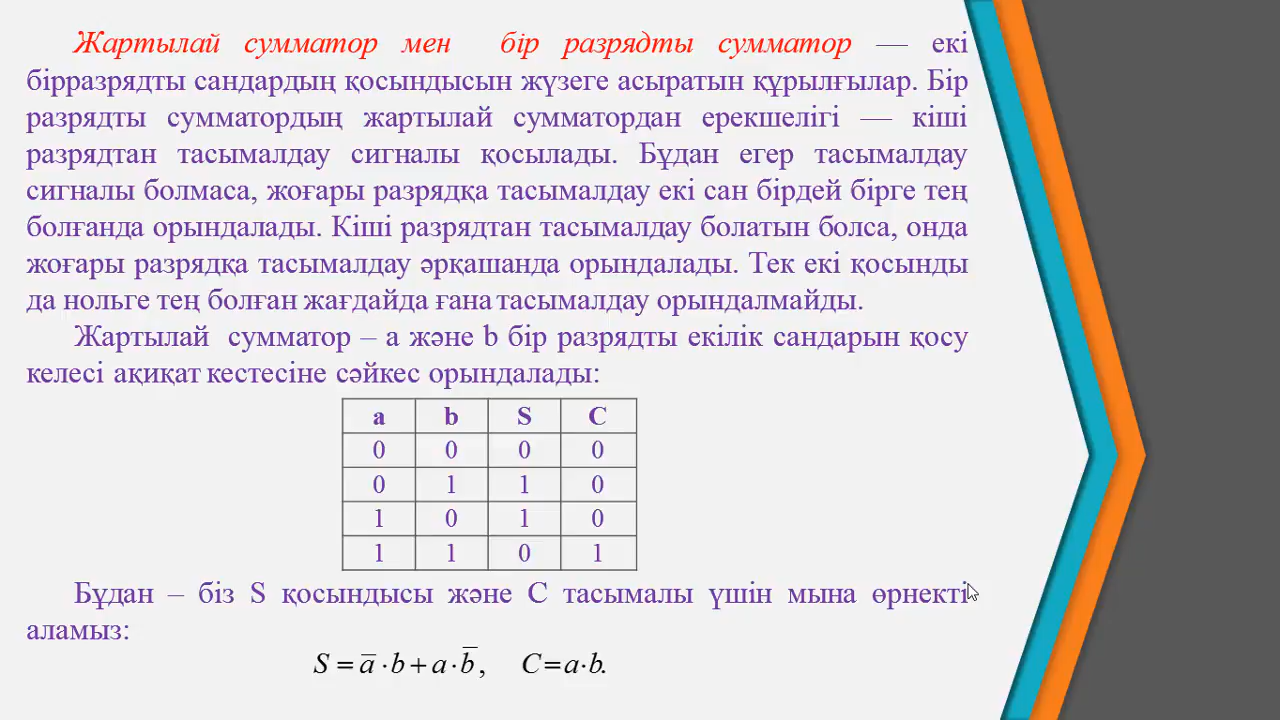 Жартылай сумматор мен бір разрядты сумматор — екі
бірразрядты сандардың қосындысын жүзеге асыратын құрылғылар. Бір
разрядты сумматордың жартылай сумматордан ерекшелігі — кіші
разрядтан тасымалдау сигналы қосылады. Бұдан егер тасымалдау
сигналы болмаса, жоғары разрядқа тасымалдау екі сан бірдей бірге тең
болғанда орындалады. Кіші разрядтан тасымалдау болатын болса, онда
жоғары разрядқа тасымалдау әрқашанда орындалады. Тек екі қосынды
да нольге тең болған жағдайда ғана тасымалдау орындалмайды.
Жартылай сумматор – a және b бір разрядты екілік сандарын қосу
келесі ақиқат кестесіне сәйкес орындалады:
a b S C
0 0 0 0
0 1 1 0
1 0 1 0
1 1 0 1
Бұдан – біз S қосындысы және C тасымалы үшін мына өрнекті
аламыз:
S = a̅ · b + a · b̅, C = a · b.